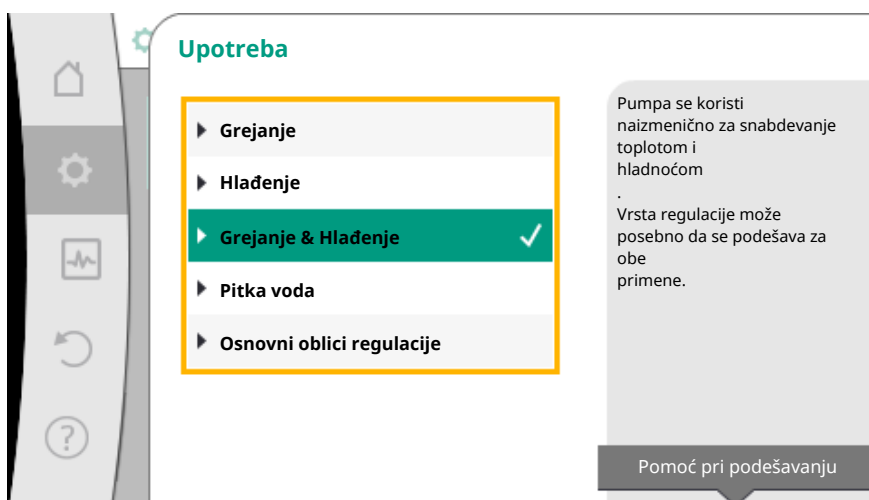 Upotreba
Grejanje
Hlađenje
Grejanje & Hlađenje
Pitka voda
Osnovni oblici regulacije
Pumpa se koristi
naizmenično za snabdevanje
toplotom i
hladnoćom
.
Vrsta regulacije može
posebno da se podešava za
obe
primene.
Pomoć pri podešavanju
?